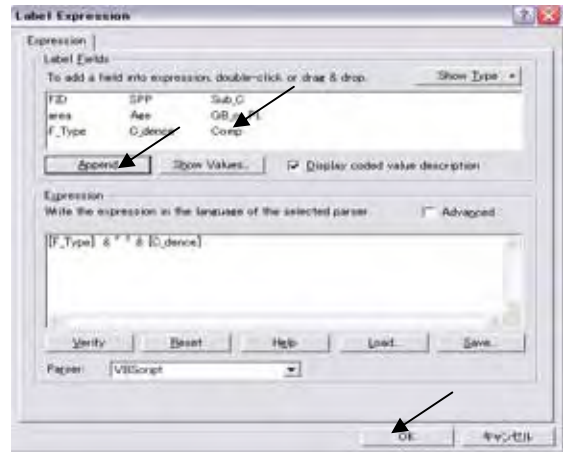 Label Expression
Expression
Label Fields
To add a field into expression, double-click or drag & drop.
Show Type
FID SPP Sub_C
area Age
F_Type C_dence Comp
Append
Show Values...
Display coded value description
Expression
Write the expression in the language of the selected parser.
Advanced
[F_Type] & " " & [C_dence]
Verify Reset Help Load... Save...
Parser: VBScript
OK キャンセル